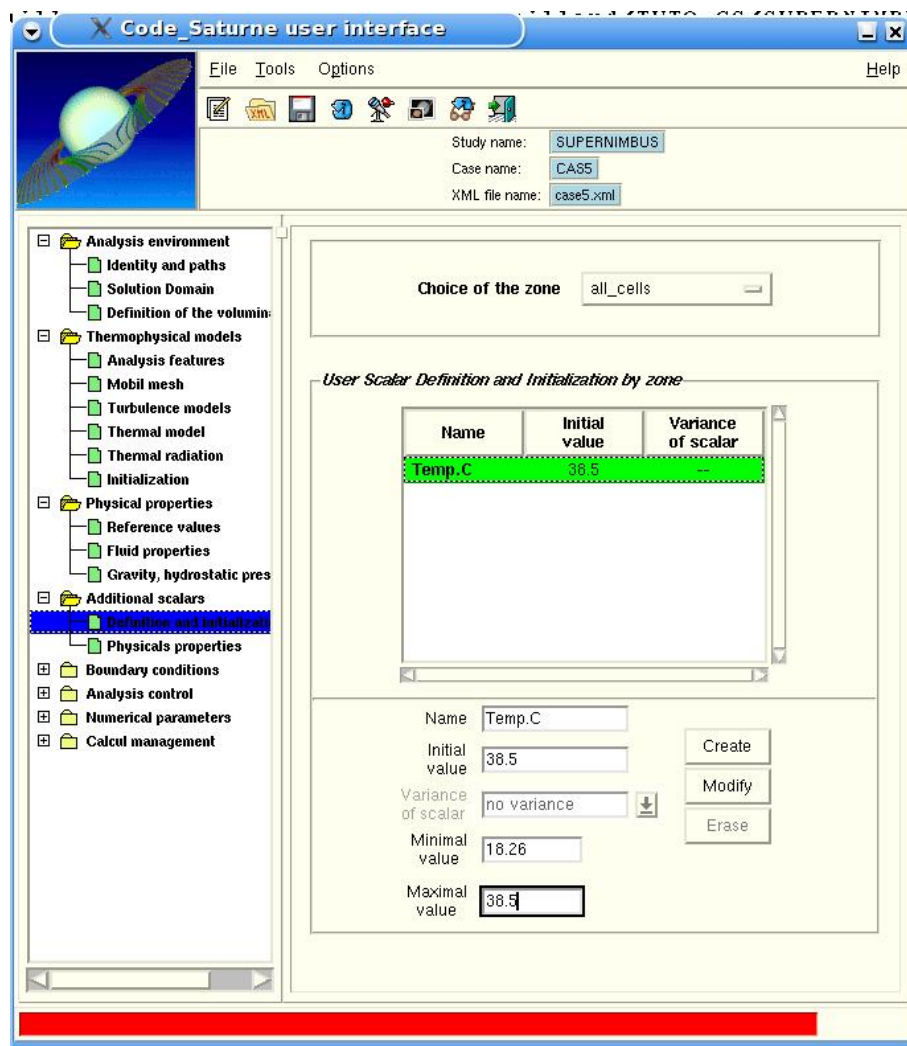 TUTO_CS/SUPERNIMB
Code_Saturne user interface
File Tools Options Help
XML
Study name: SUPERNIMBUS
Case name: CAS5
XML file name: case5.xml
Analysis environment
Identity and paths
Solution Domain
Definition of the volumin
Thermophysical models
Analysis features
Mobil mesh
Turbulence models
Thermal model
Thermal radiation
Initialization
Physical properties
Reference values
Fluid properties
Gravity, hydrostatic pres
Additional scalars
Definition and initializati
Physicals properties
Boundary conditions
Analysis control
Numerical parameters
Calcul management
Choice of the zone all_cells
User Scalar Definition and Initialization by zone
Name Initial value Variance of scalar
Temp.C 38.5 --
Name Temp.C
Initial value 38.5
Variance of scalar no variance
Minimal value 18.26
Maximal value 38.5
Create
Modify
Erase